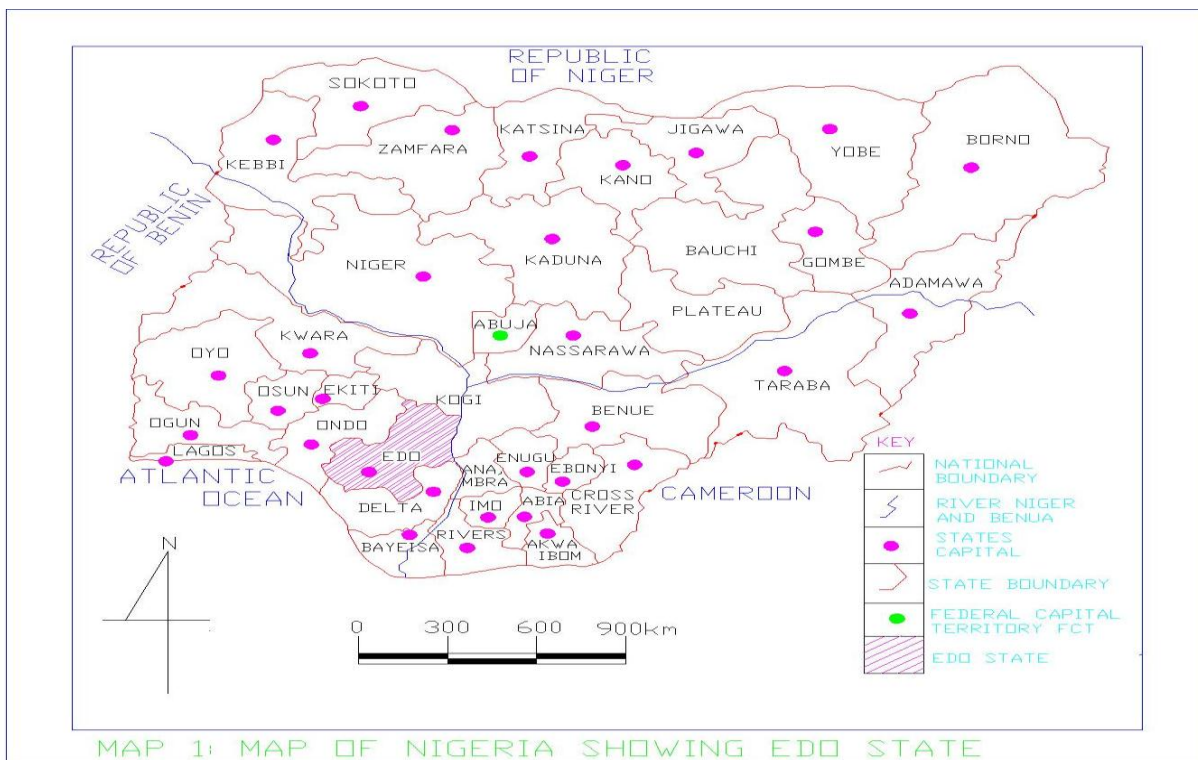 REPUBLIC
OF NIGER
SOKOTO
KATSINA
JIGAWA
ZAMFARA
YOBE
BORNO
KEBBI
KANO
REPUBLIC
OF BENIN
NIGER
KADUNA
BAUCHI
GOMBE
ADAMAWA
PLATEAU
ABUJA
KWARA
NASSARAWA
OYO
TARABA
OSUN
EKITI
KOGI
BENUE
OGUN
ONDO
LAGOS
EDO
ENUGU
ANA,
MBRA
EBONYI
ATLANTIC
OCEAN
CROSS
RIVER
CAMEROON
DELTA
IMO
ABIA
BAYEISA
RIVERS
AKWA
IBOM
KEY
NATIONAL
BOUNDARY
RIVER NIGER
AND BENUA
STATES
CAPITAL
STATE BOUNDARY
FEDERAL CAPITAL
TERRITORY FCT
EDO STATE
N
0 300 600 900km
MAP 1: MAP OF NIGERIA SHOWING EDO STATE